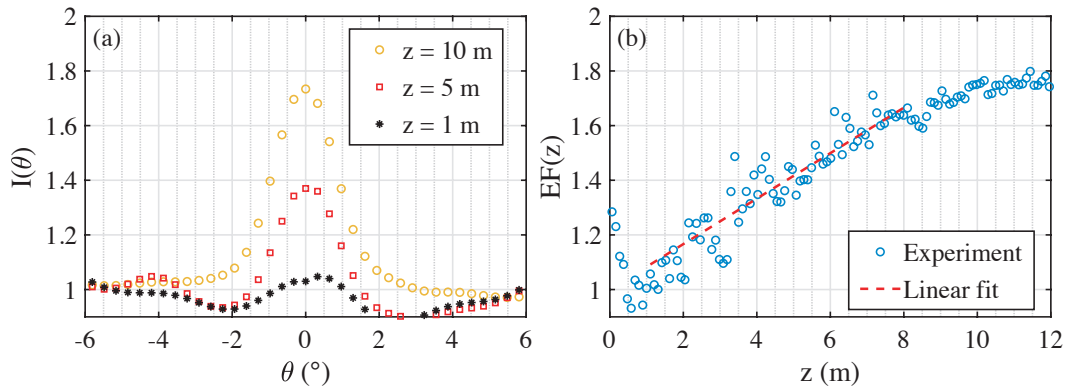 (a)
z = 10 m
z = 5 m
z = 1 m
I(θ)
2
1.8
1.6
1.4
1.2
1
-6
-4
-2
0
2
4
6
θ (°)
(b)
Experiment
Linear fit
EF(z)
2
1.8
1.6
1.4
1.2
1
0
2
4
6
8
10
12
z (m)